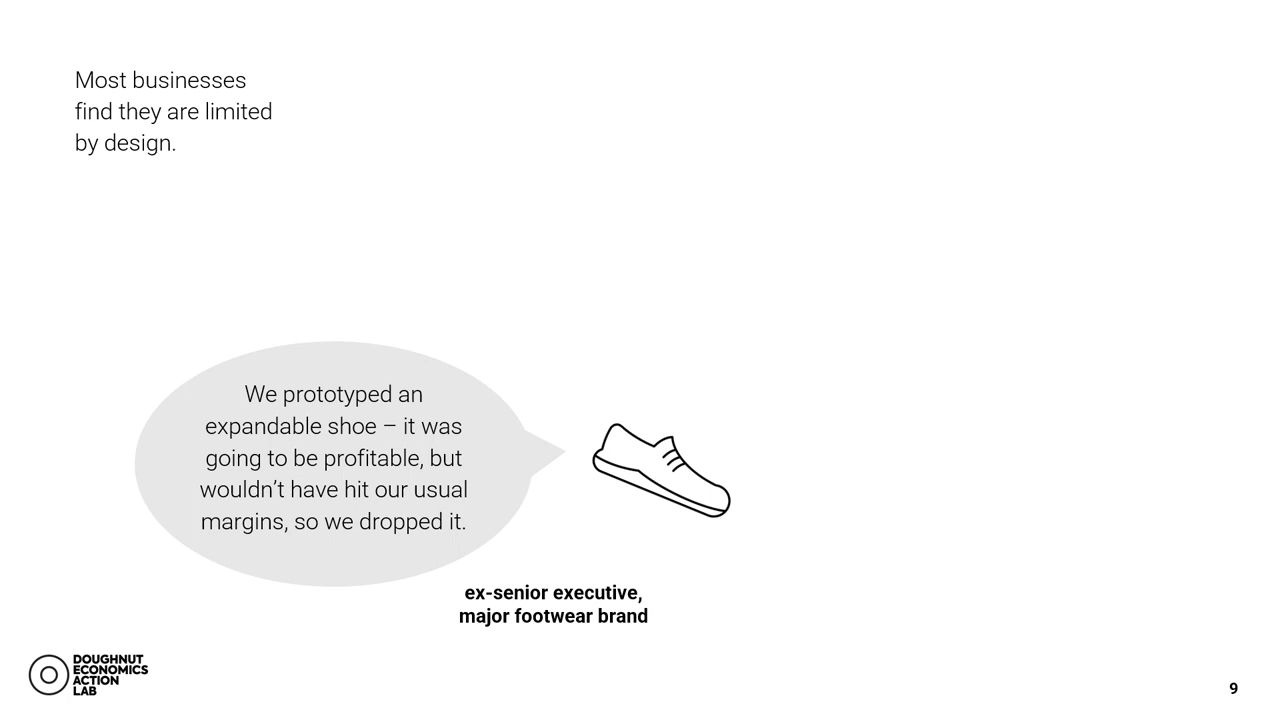 Most businesses
find they are limited
by design.
We prototyped an
expandable shoe – it was
going to be profitable, but
wouldn’t have hit our usual
margins, so we dropped it.
ex-senior executive,
major footwear brand
DOUGHNUT
ECONOMICS
ACTION
LAB
9